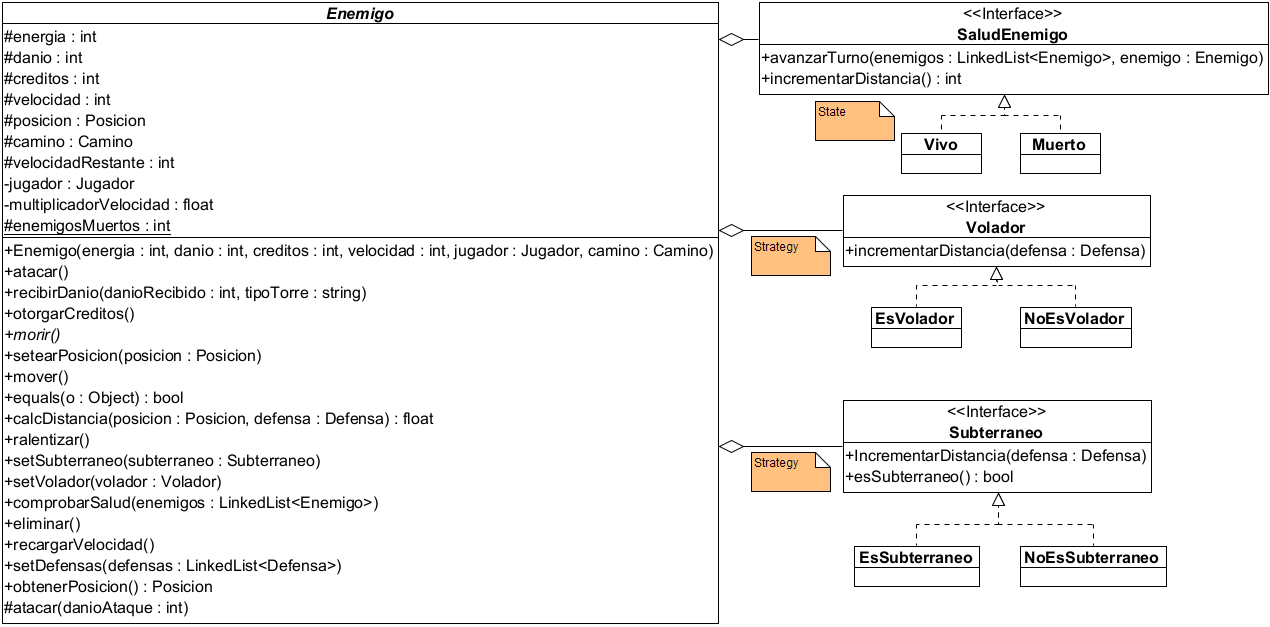 Enemigo
#energia : int
#danio : int
#creditos : int
#velocidad : int
#posicion : Posicion
#camino : Camino
#velocidadRestante : int
-jugador : Jugador
-multiplicadorVelocidad : float
#enemigosMuertos : int
+Enemigo(energia : int, danio : int, creditos : int, velocidad : int, jugador : Jugador, camino : Camino)
+atacar()
+recibirDanio(danioRecibido : int, tipoTorre : string)
+otorgarCreditos()
+morir()
+setearPosicion(posicion : Posicion)
+mover()
+equals(o : Object) : bool
+calcDistancia(posicion : Posicion, defensa : Defensa) : float
+ralentizar()
+setSubterraneo(subterraneo : Subterraneo)
+setVolador(volador : Volador)
+comprobarSalud(enemigos : LinkedList<Enemigo>)
+eliminar()
+recargarVelocidad()
+setDefensas(defensas : LinkedList<Defensa>)
+obtenerPosicion() : Posicion
#atacar(danioAtaque : int)
<<Interface>>
SaludEnemigo
+avanzarTurno(enemigos : LinkedList<Enemigo>, enemigo : Enemigo)
+incrementarDistancia() : int
State
Vivo
Muerto
<<Interface>>
Volador
+incrementarDistancia(defensa : Defensa)
Strategy
EsVolador
NoEsVolador
<<Interface>>
Subterraneo
+IncrementarDistancia(defensa : Defensa)
+esSubterraneo() : bool
Strategy
EsSubterraneo
NoEsSubterraneo